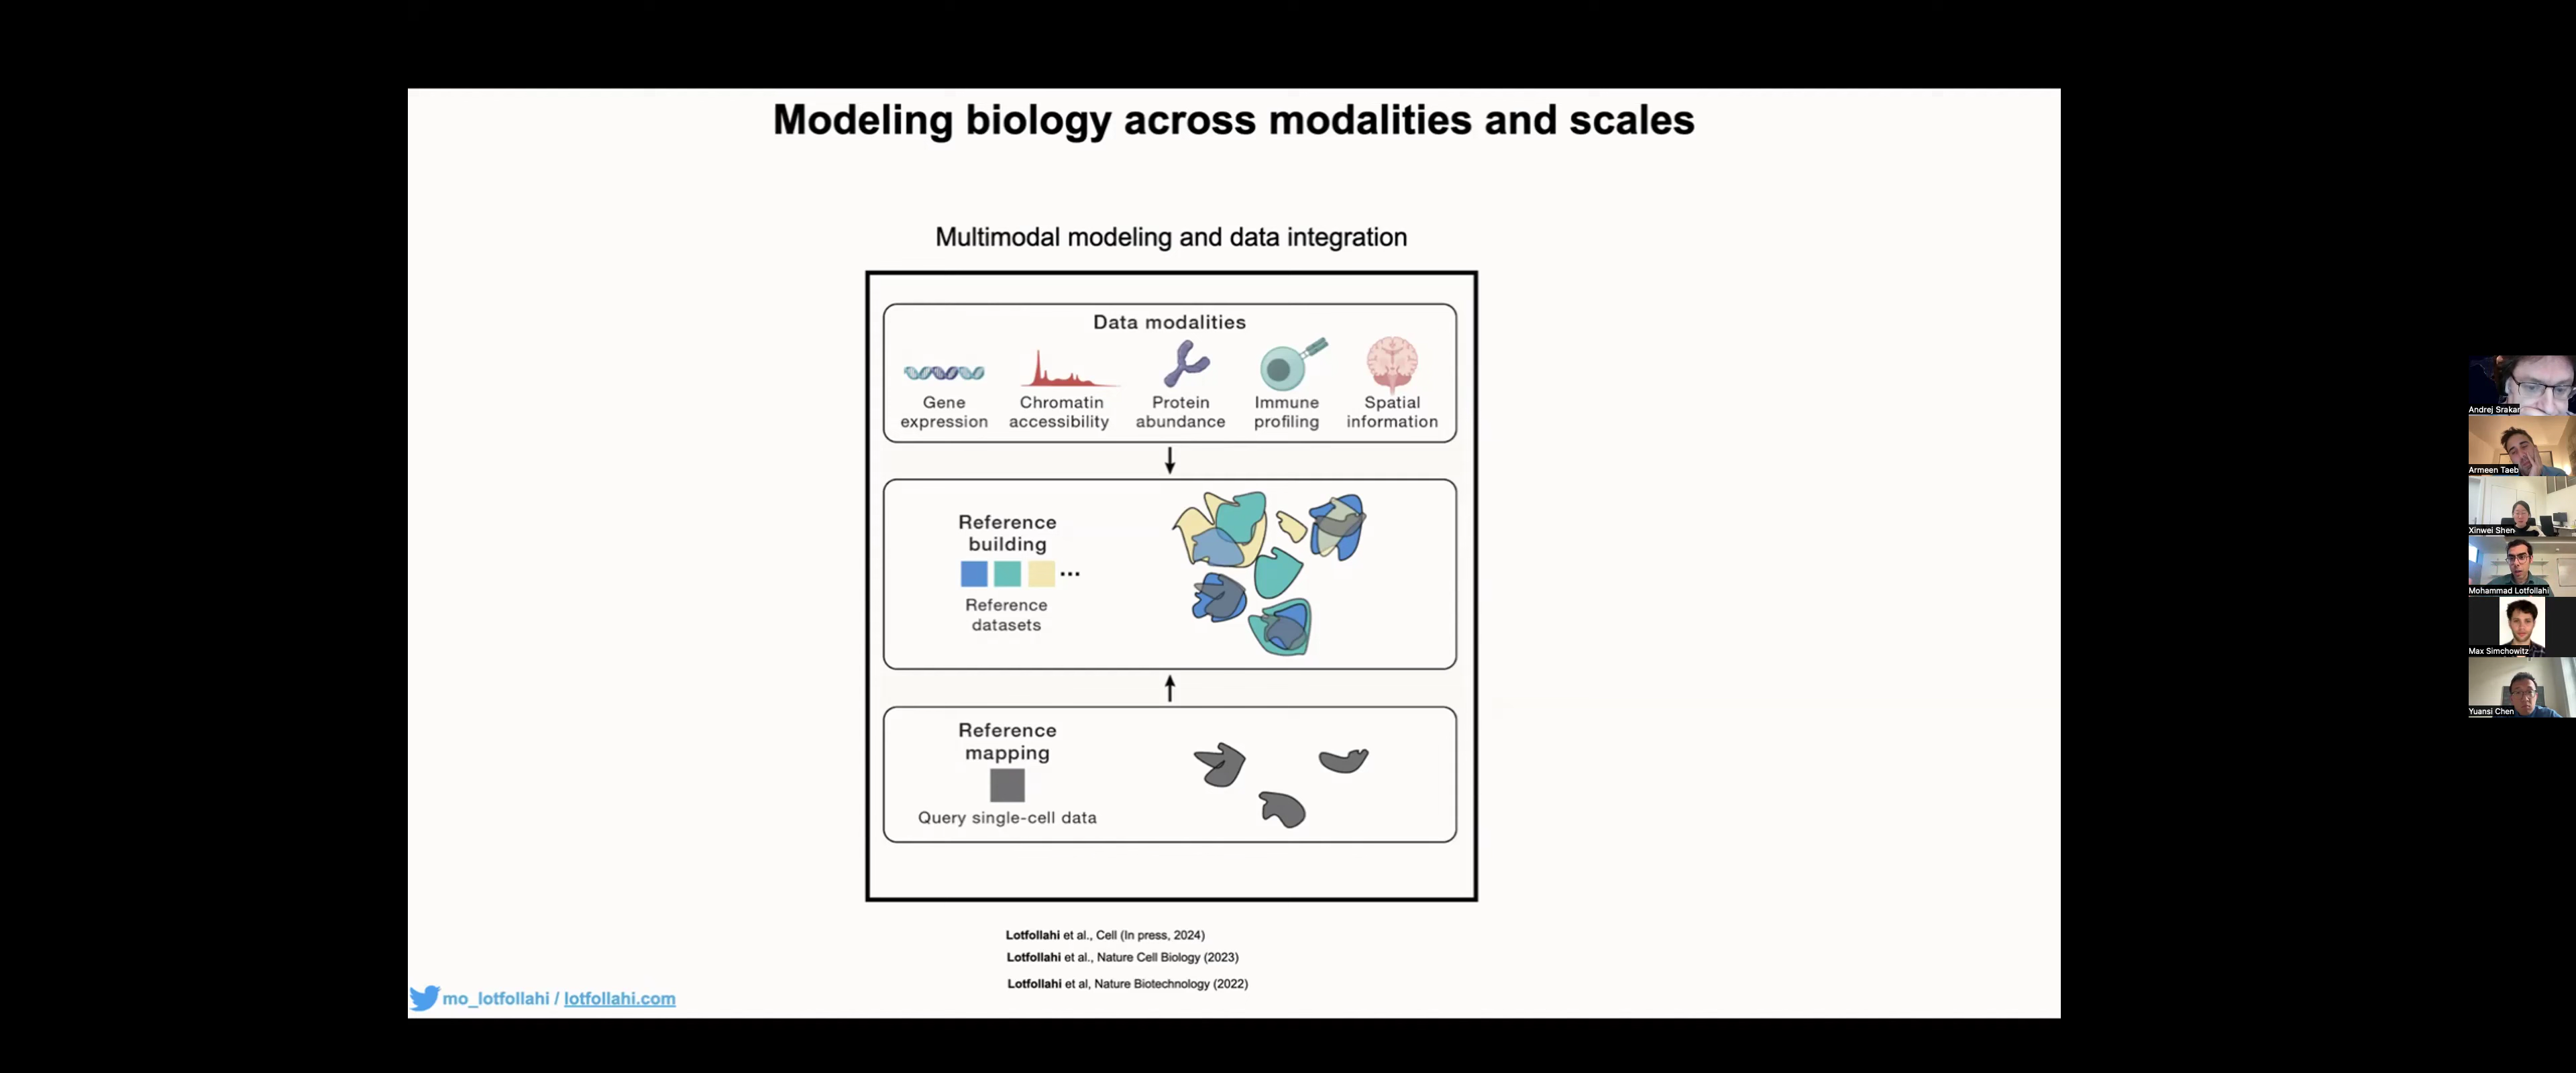 Modeling biology across modalities and scales
Multimodal modeling and data integration
Data modalities
Gene
expression
Chromatin
accessibility
Protein
abundance
Immune
profiling
Spatial
information
Reference
building
...
Reference
datasets
Reference
mapping
Query single-cell data
Lotfollahi et al., Cell (In press, 2024)
Lotfollahi et al., Nature Cell Biology (2023)
Lotfollahi et al, Nature Biotechnology (2022)
mo_lotfollahi / lotfollahi.com
Andrej Srakar
Armeen Taeb
Xinwei Shen
Mohammad Lotfollahi
Max Simchowitz
Yuansi Chen